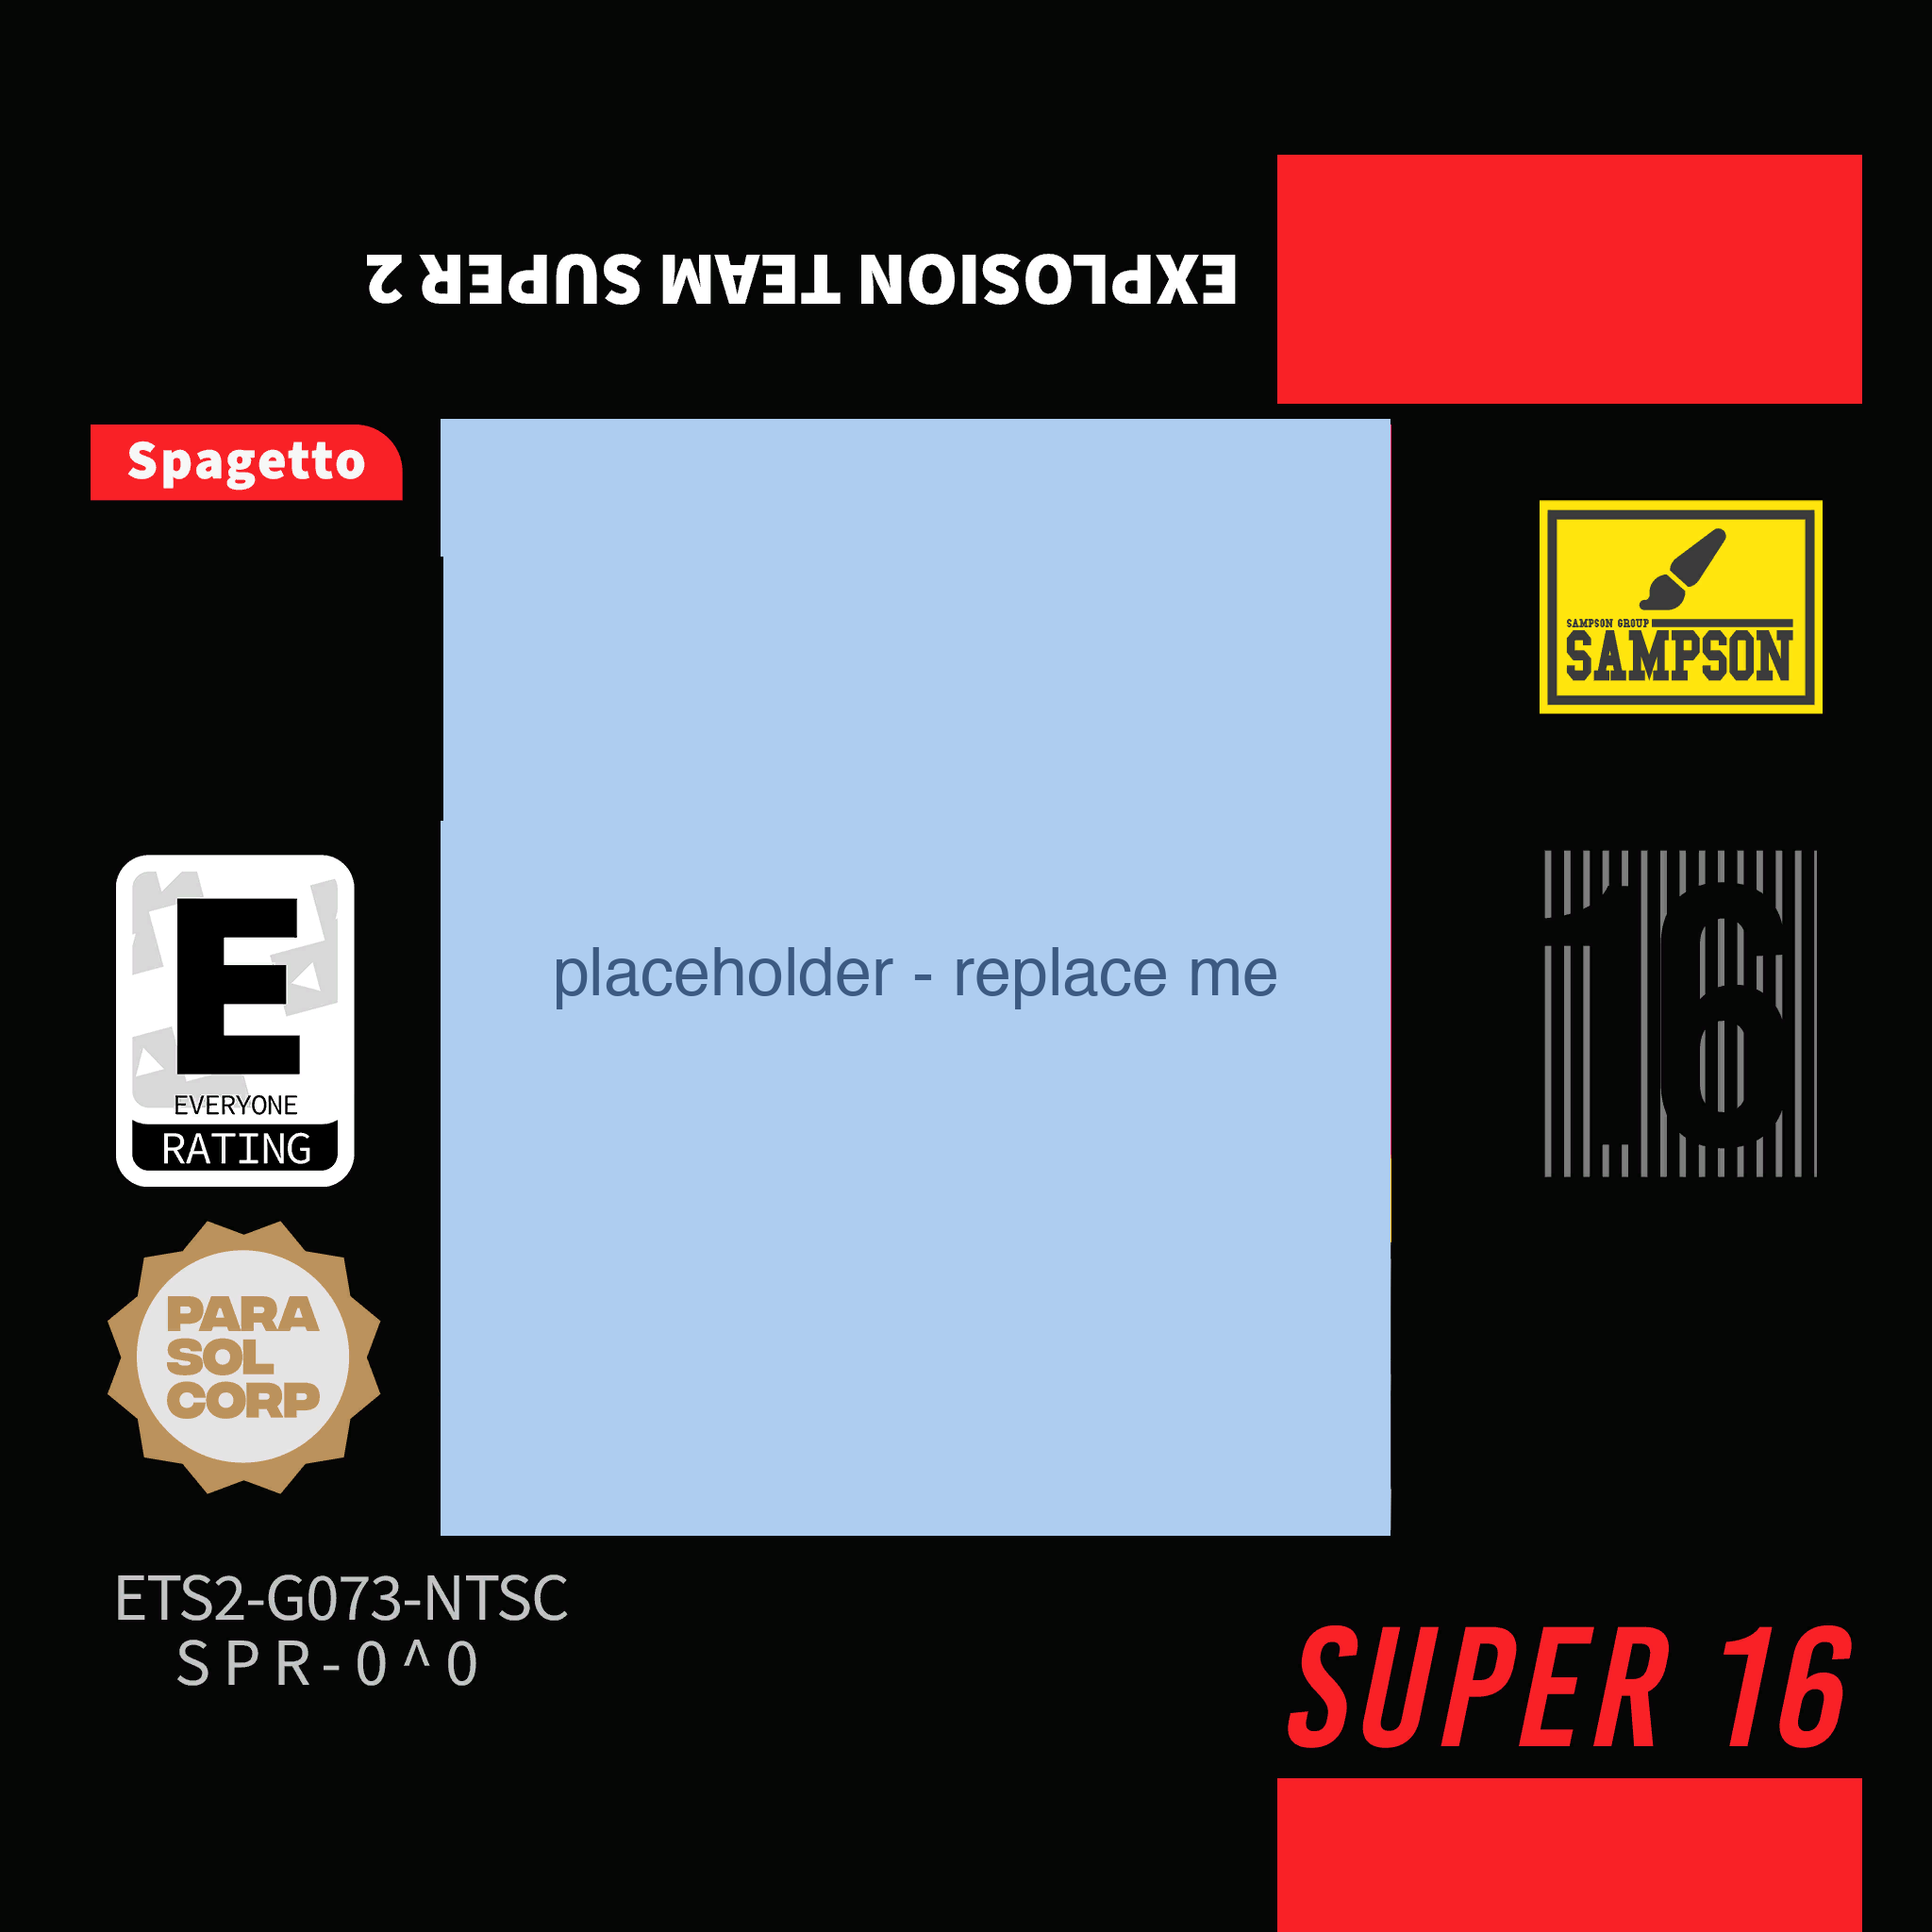 EXPLOSION TEAM SUPER 2
Spagetto
SAMPSON GROUP
SAMPSON
placeholder - replace me
16
E
EVERYONE
RATING
PARA
SOL
CORP
ETS2-G073-NTSC
SPR-0^0
SUPER 16